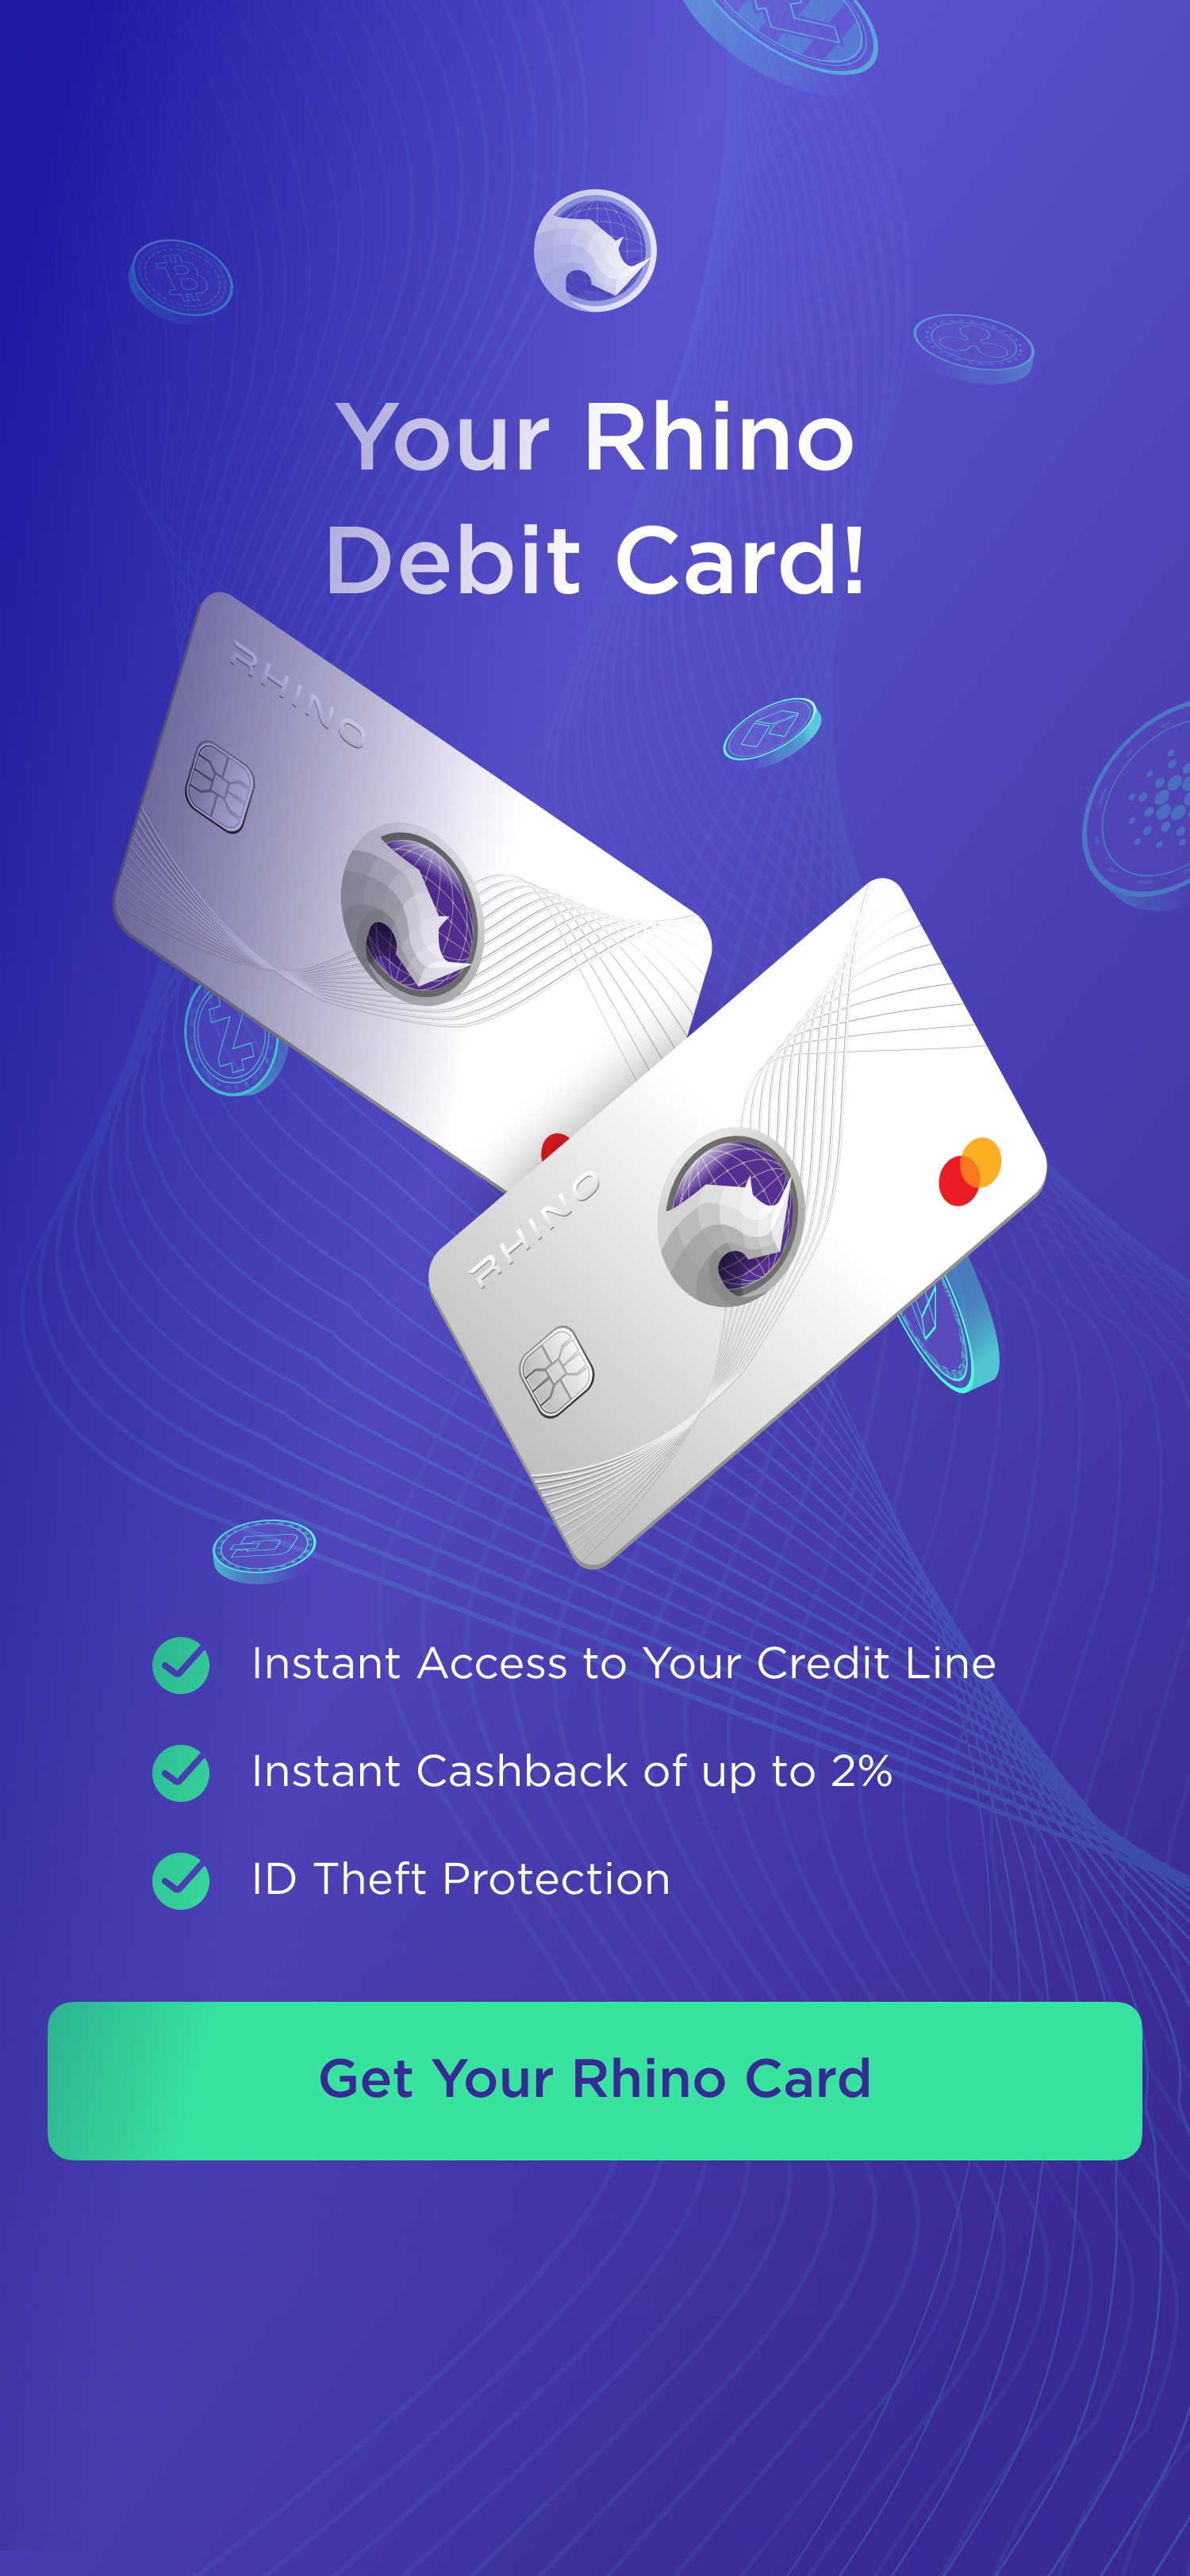 Your Rhino
Debit Card!
RHINO
RHINO
Instant Access to Your Credit Line
Instant Cashback of up to 2%
ID Theft Protection
Get Your Rhino Card